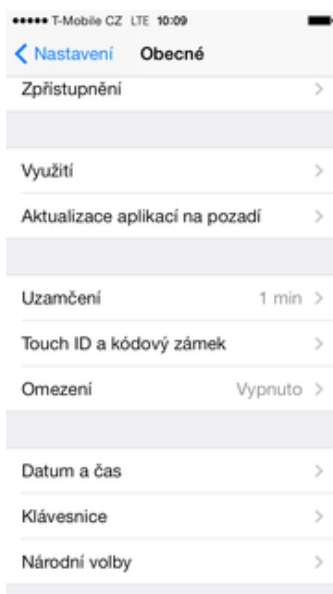 T-Mobile CZ LTE 10:09
Nastavení Obecné
Zpřístupnění
Využití
Aktualizace aplikací na pozadí
Uzamčení 1 min
Touch ID a kódový zámek
Omezení Vypnuto
Datum a čas
Klávesnice
Národní volby